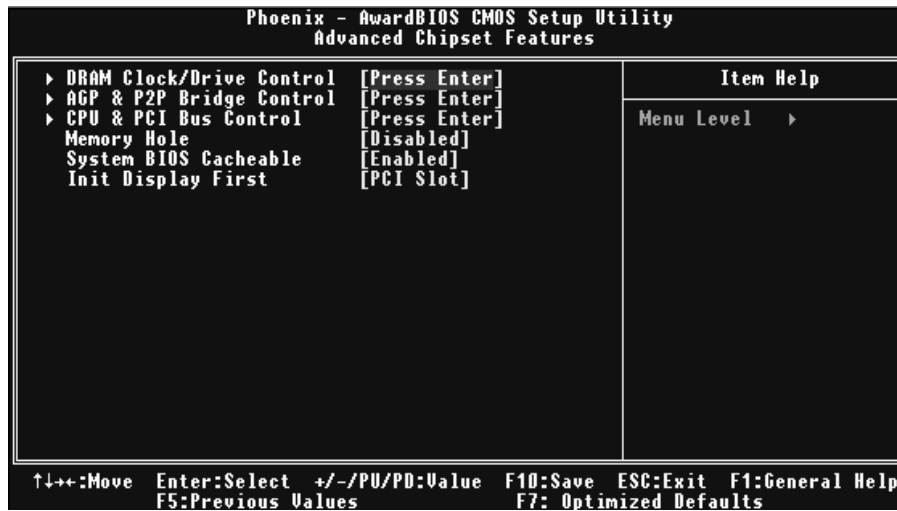 Phoenix - AwardBIOS CMOS Setup Utility
Advanced Chipset Features
▸ DRAM Clock/Drive Control [Press Enter]
▸ AGP & P2P Bridge Control [Press Enter]
▸ CPU & PCI Bus Control [Press Enter]
Memory Hole [Disabled]
System BIOS Cacheable [Enabled]
Init Display First [PCI Slot]
Item Help
Menu Level ▸
↑↓→←:Move Enter:Select +/-/PU/PD:Value F10:Save ESC:Exit F1:General Help
F5:Previous Values F7: Optimized Defaults